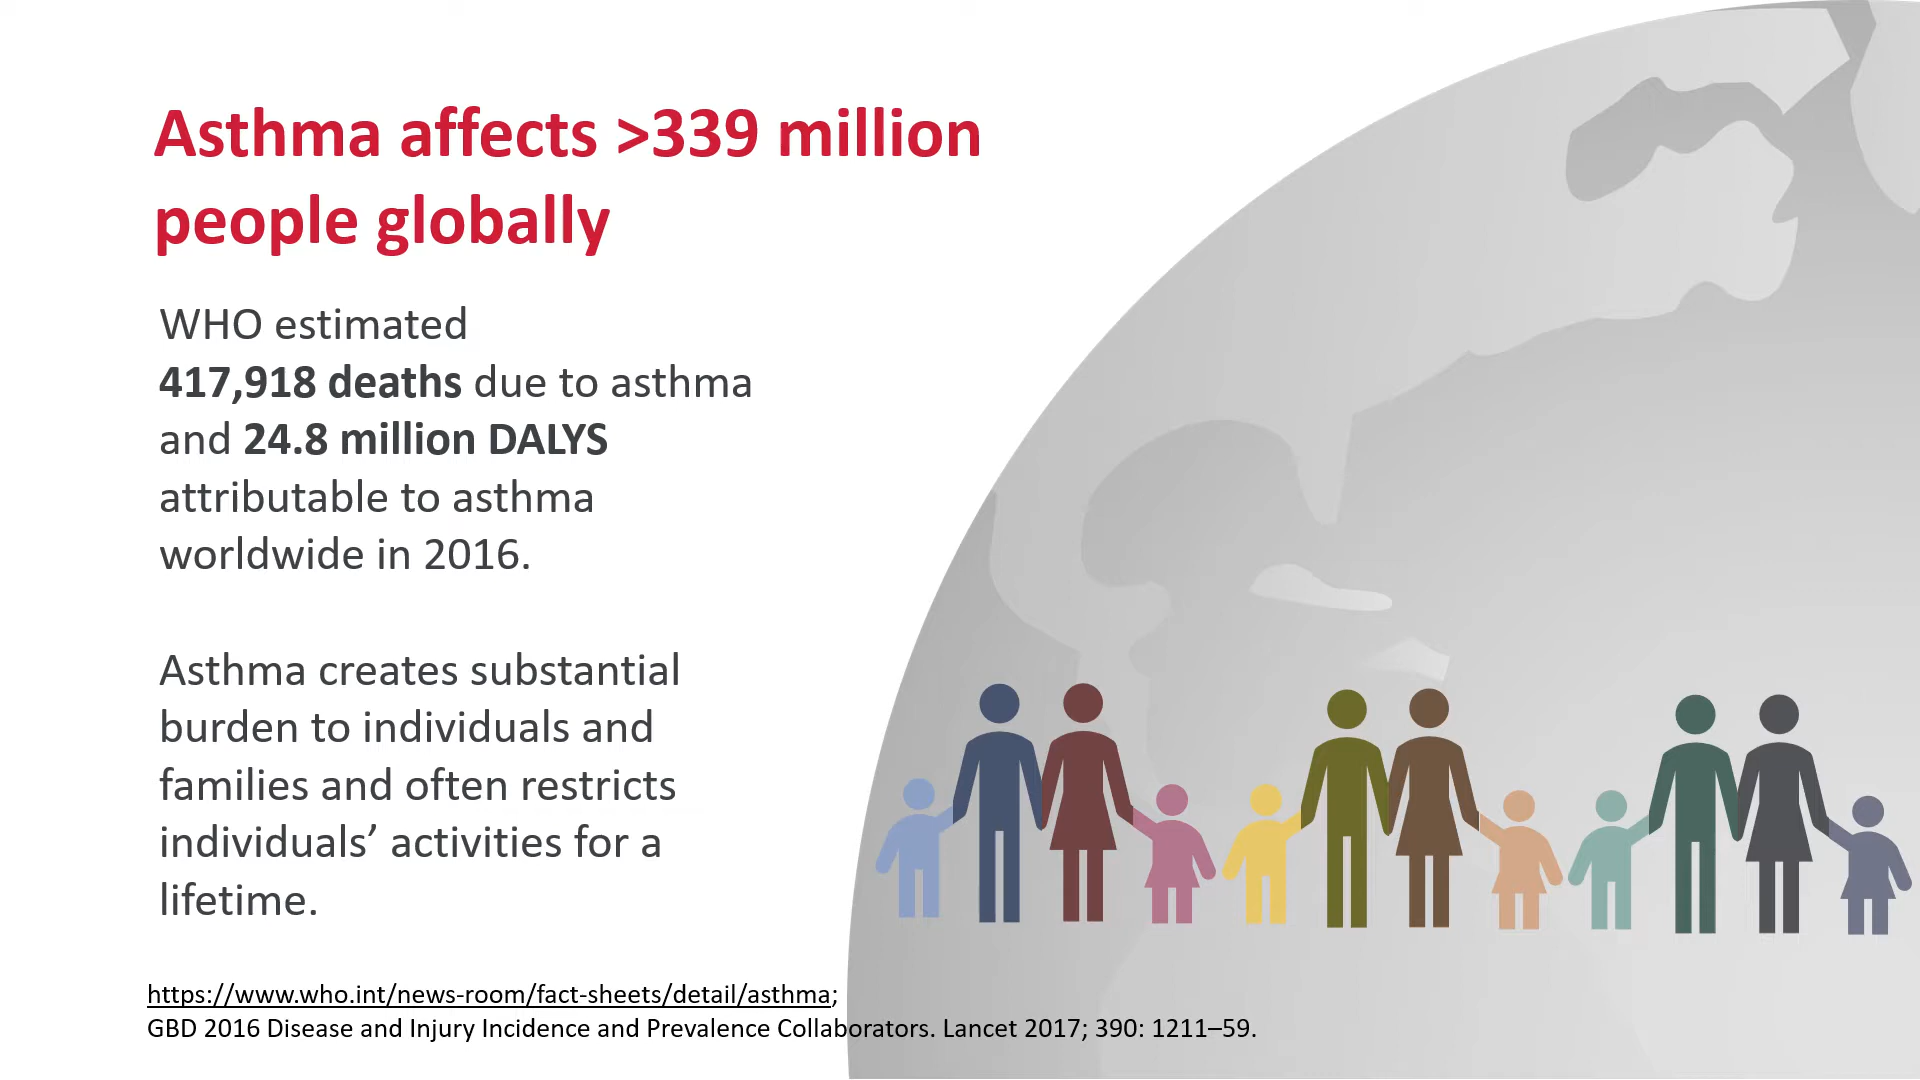 Asthma affects >339 million
people globally
WHO estimated
417,918 deaths due to asthma
and 24.8 million DALYS
attributable to asthma
worldwide in 2016.
Asthma creates substantial
burden to individuals and
families and often restricts
individuals’ activities for a
lifetime.
https://www.who.int/news-room/fact-sheets/detail/asthma;
GBD 2016 Disease and Injury Incidence and Prevalence Collaborators. Lancet 2017; 390: 1211–59.